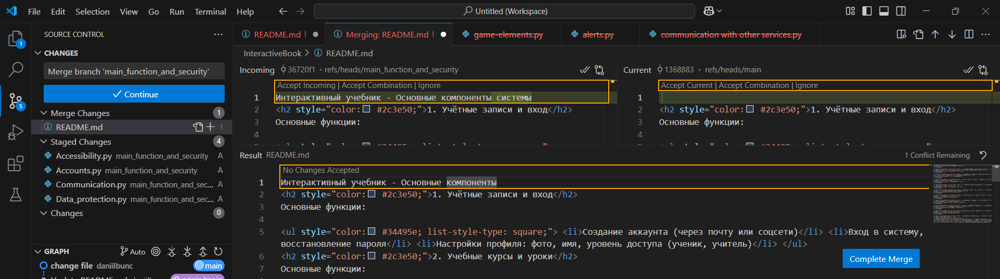 File Edit Selection View Go Run Terminal Help
Untitled (Workspace)
SOURCE CONTROL
README.md !
Merging: README.md !
game-elements.py
alerts.py
communication with other services.py
1
CHANGES
Merge branch 'main_function_and_security'
Continue
5
Merge Changes 1
README.md !
Staged Changes 4
Accessibility.py main_function_and_security A
Accounts.py main_function_and_security A
Communication.py main_function_and_sec... A
Data_protection.py main_function_and_sec... A
Changes 0
GRAPH
Auto
change file daniilbunc main
InteractiveBook > README.md
Incoming 36720f1 • refs/heads/main_function_and_security
Accept Incoming | Accept Combination | Ignore
1 Интерактивный учебник - Основные компоненты системы
2 <h2 style="color: #2c3e50;">1. Учётные записи и вход</h2>
3 Основные функции:
4
Current 1368883 • refs/heads/main
Accept Current | Accept Combination | Ignore
1
2 <h2 style="color: #2c3e50;">1. Учётные записи и вход</h2>
3 Основные функции:
4
Result README.md
1 Conflict Remaining
No Changes Accepted
1 Интерактивный учебник - Основные компоненты
2 <h2 style="color: #2c3e50;">1. Учётные записи и вход</h2>
3 Основные функции:
4
5 <ul style="color: #34495e; list-style-type: square;"> <li>Создание аккаунта (через почту или соцсети)</li> <li>Вход в систему,
восстановление пароля</li> <li>Настройки профиля: фото, имя, уровень доступа (ученик, учитель)</li> </ul>
6 <h2 style="color: #2c3e50;">2. Учебные курсы и уроки</h2>
7 Основные функции:
Complete Merge